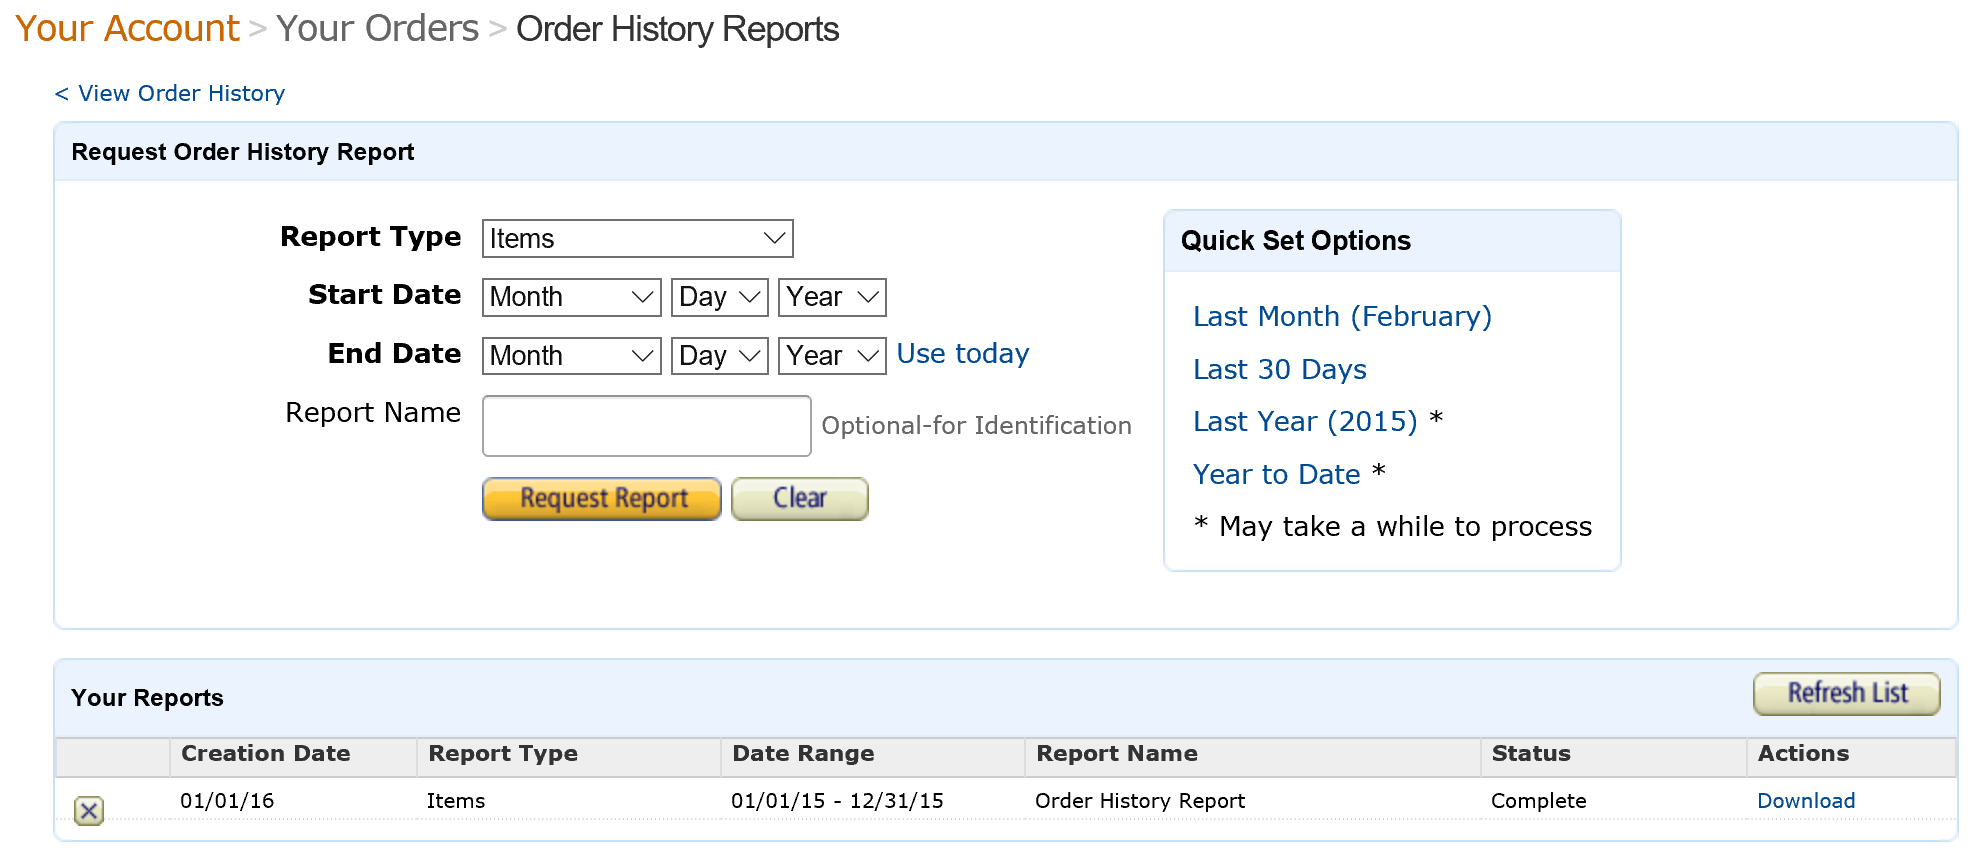 Your Account > Your Orders > Order History Reports
< View Order History
Request Order History Report
Report Type Items
Start Date Month Day Year
End Date Month Day Year Use today
Report Name Optional-for Identification
Request Report Clear
Quick Set Options
Last Month (February)
Last 30 Days
Last Year (2015) *
Year to Date *
* May take a while to process
Your Reports Refresh List
Creation Date Report Type Date Range Report Name Status Actions
01/01/16 Items 01/01/15 - 12/31/15 Order History Report Complete Download